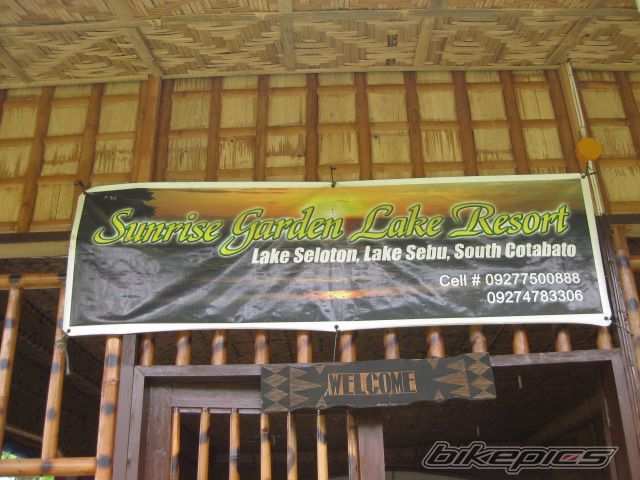 Sunrise Garden Lake Resort
Lake Seloton, Lake Sebu, South Cotabato
Cell # 09277500888
09274783306
WELCOME
bikepics